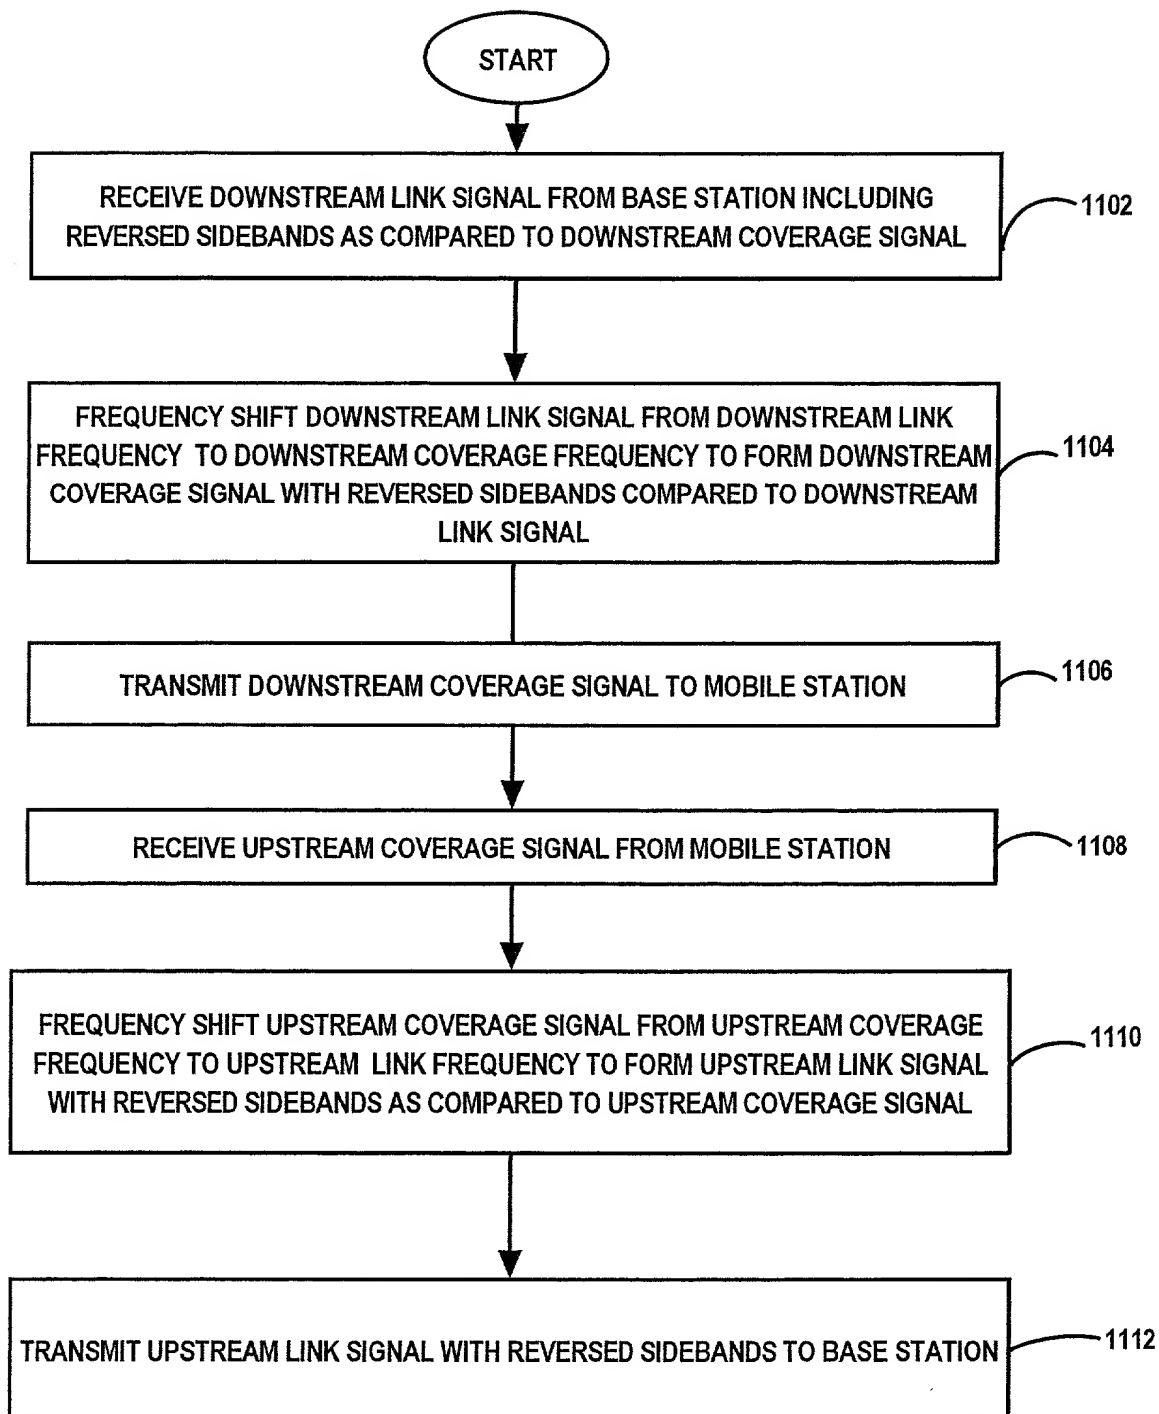 START
RECEIVE DOWNSTREAM LINK SIGNAL FROM BASE STATION INCLUDING
REVERSED SIDEBANDS AS COMPARED TO DOWNSTREAM COVERAGE SIGNAL
1102
FREQUENCY SHIFT DOWNSTREAM LINK SIGNAL FROM DOWNSTREAM LINK
FREQUENCY TO DOWNSTREAM COVERAGE FREQUENCY TO FORM DOWNSTREAM
COVERAGE SIGNAL WITH REVERSED SIDEBANDS COMPARED TO DOWNSTREAM
LINK SIGNAL
1104
TRANSMIT DOWNSTREAM COVERAGE SIGNAL TO MOBILE STATION
1106
RECEIVE UPSTREAM COVERAGE SIGNAL FROM MOBILE STATION
1108
FREQUENCY SHIFT UPSTREAM COVERAGE SIGNAL FROM UPSTREAM COVERAGE
FREQUENCY TO UPSTREAM LINK FREQUENCY TO FORM UPSTREAM LINK SIGNAL
WITH REVERSED SIDEBANDS AS COMPARED TO UPSTREAM COVERAGE SIGNAL
1110
TRANSMIT UPSTREAM LINK SIGNAL WITH REVERSED SIDEBANDS TO BASE STATION
1112